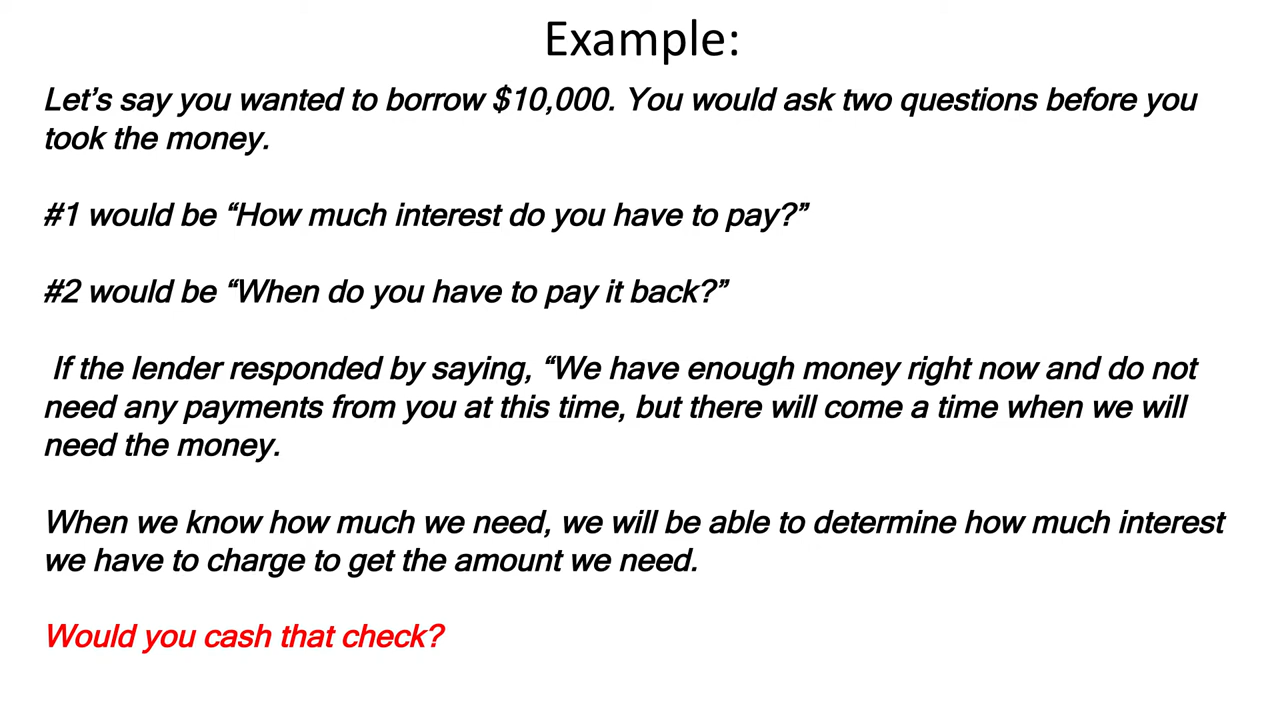 Example:
Let’s say you wanted to borrow $10,000. You would ask two questions before you
took the money.
#1 would be “How much interest do you have to pay?”
#2 would be “When do you have to pay it back?”
If the lender responded by saying, “We have enough money right now and do not
need any payments from you at this time, but there will come a time when we will
need the money.
When we know how much we need, we will be able to determine how much interest
we have to charge to get the amount we need.
Would you cash that check?